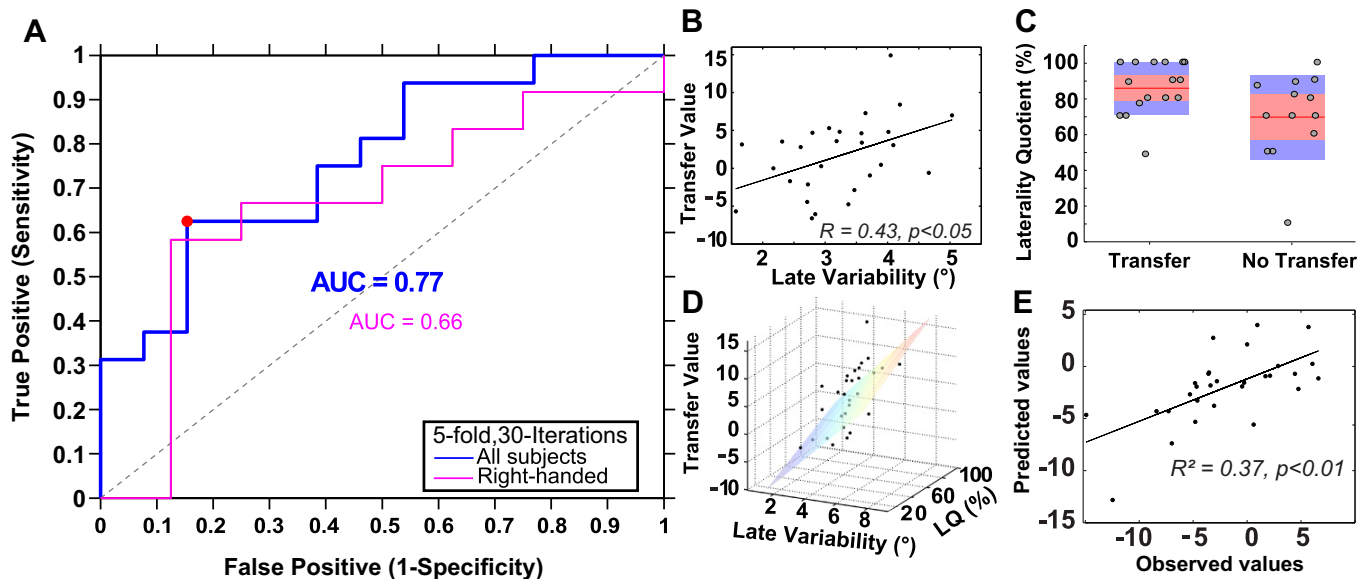 A
True Positive (Sensitivity)
1
0.9
0.8
0.7
0.6
0.5
0.4
0.3
0.2
0.1
0
AUC = 0.77
AUC = 0.66
5-fold,30-Iterations
All subjects
Right-handed
0 0.1 0.2 0.3 0.4 0.5 0.6 0.7 0.8 0.9 1
False Positive (1-Specificity)
B
Transfer Value
15
10
5
0
−5
−10
R = 0.43, p<0.05
2 3 4 5
Late Variability (°)
C
Laterality Quotient (%)
100
80
60
40
20
0
Transfer No Transfer
D
Transfer Value
15
10
5
0
−5
−10
2 4 6 8
Late Variability (°)
20 60 100
LQ (%)
E
Predicted values
5
0
−5
−10
−15
R² = 0.37, p<0.01
−10 −5 0 5
Observed values